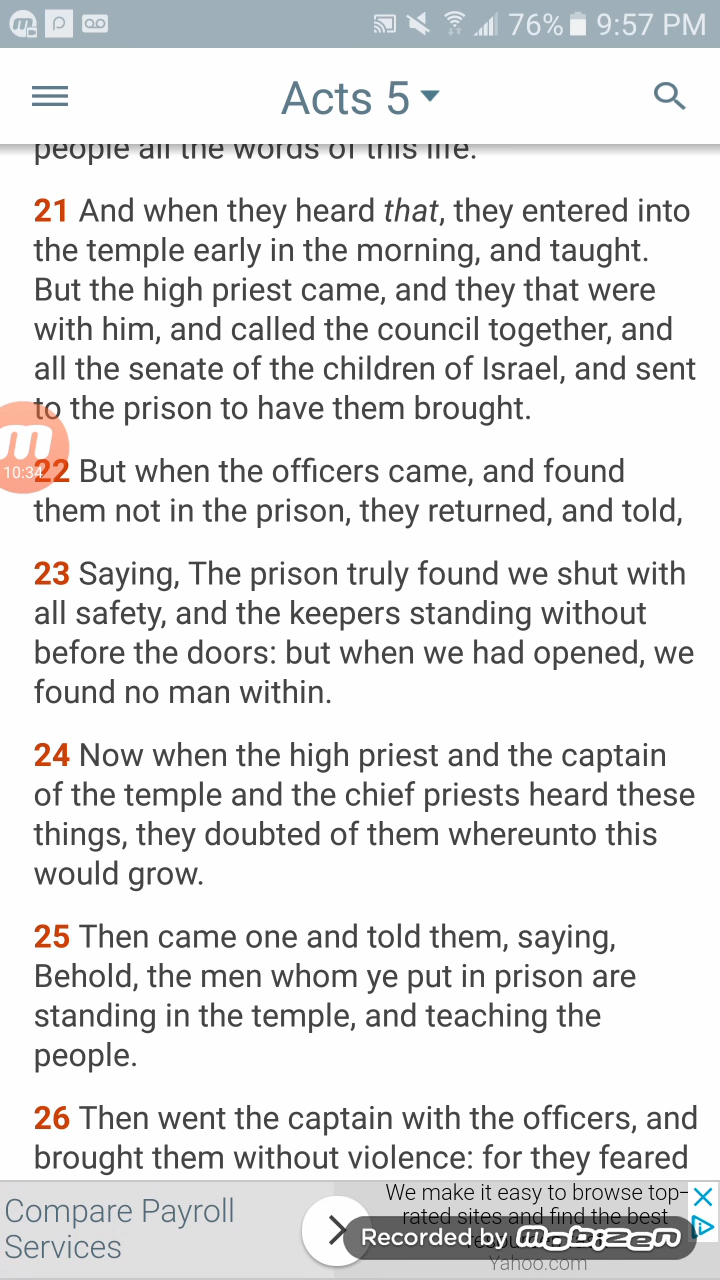 76% 9:57 PM
Acts 5
people all the words of this life.
21 And when they heard that, they entered into
the temple early in the morning, and taught.
But the high priest came, and they that were
with him, and called the council together, and
all the senate of the children of Israel, and sent
to the prison to have them brought.
m
10:34
22 But when the officers came, and found
them not in the prison, they returned, and told,
23 Saying, The prison truly found we shut with
all safety, and the keepers standing without
before the doors: but when we had opened, we
found no man within.
24 Now when the high priest and the captain
of the temple and the chief priests heard these
things, they doubted of them whereunto this
would grow.
25 Then came one and told them, saying,
Behold, the men whom ye put in prison are
standing in the temple, and teaching the
people.
26 Then went the captain with the officers, and
brought them without violence: for they feared
Compare Payroll
Services
We make it easy to browse top-
rated sites and find the best
Recorded by mobizen
Yahoo.com